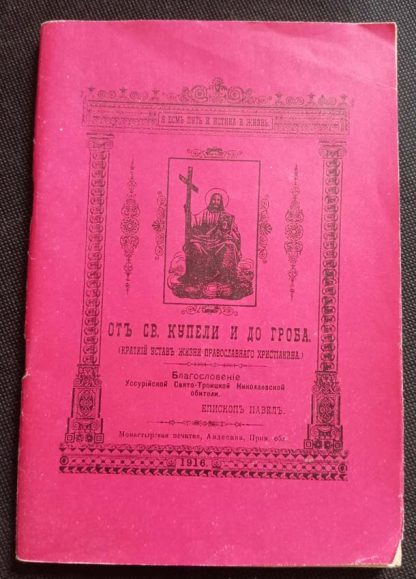 Я ЕСМЬ ПУТЬ И ИСТИНА И ЖИЗНЬ
ОТЪ СВ. КУПЕЛИ И ДО ГРОБА.
(КРАТКІЙ УСТАВЪ ЖИЗНИ ПРАВОСЛАВНАГО ХРИСТІАНИНА.)
Благословеніе
Уссурійской Свято-Троицкой Николаевской
обители.
ЕПИСКОПЪ ПАВЕЛЪ.
Монастырская печатня, Авдеевка, Прим. обл.
1916